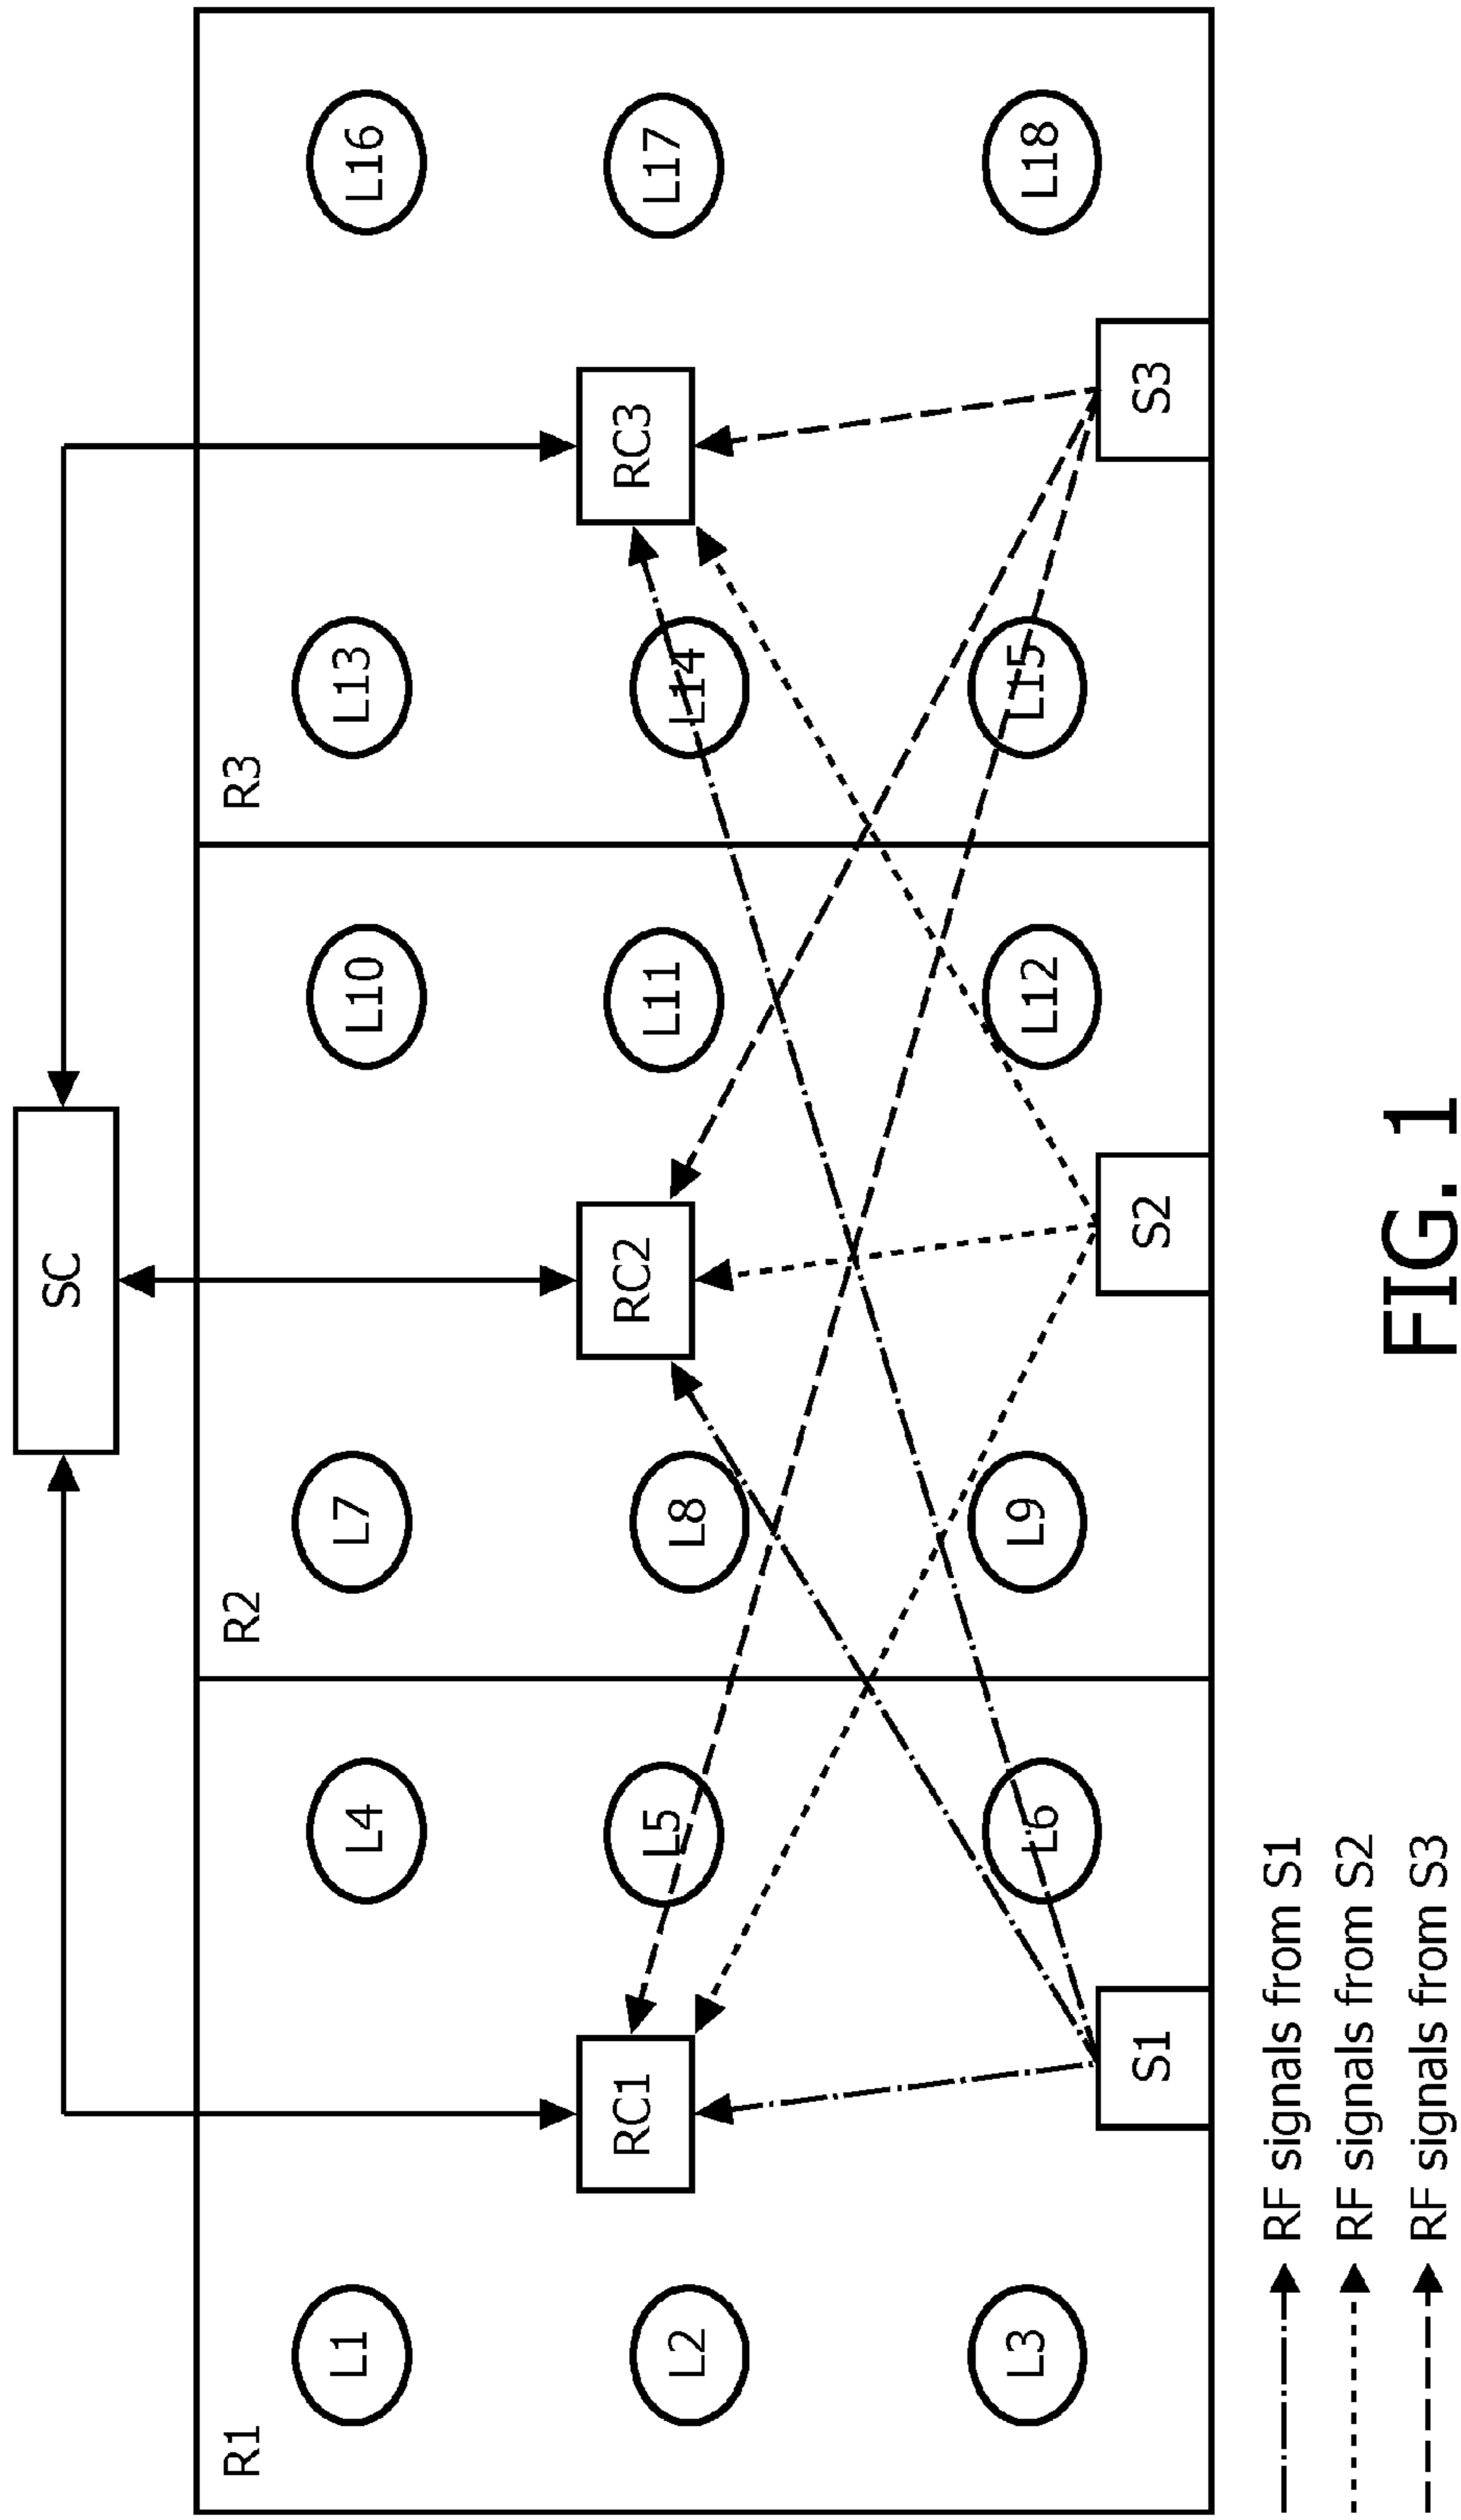 SC
R1
R2
R3
L1
L4
L7
L10
L13
L16
RC1
RC2
RC3
L2
L5
L8
L11
L14
L17
L3
L6
L9
L12
L15
L18
S1
S2
S3
RF signals from S1
RF signals from S2
RF signals from S3
FIG. 1